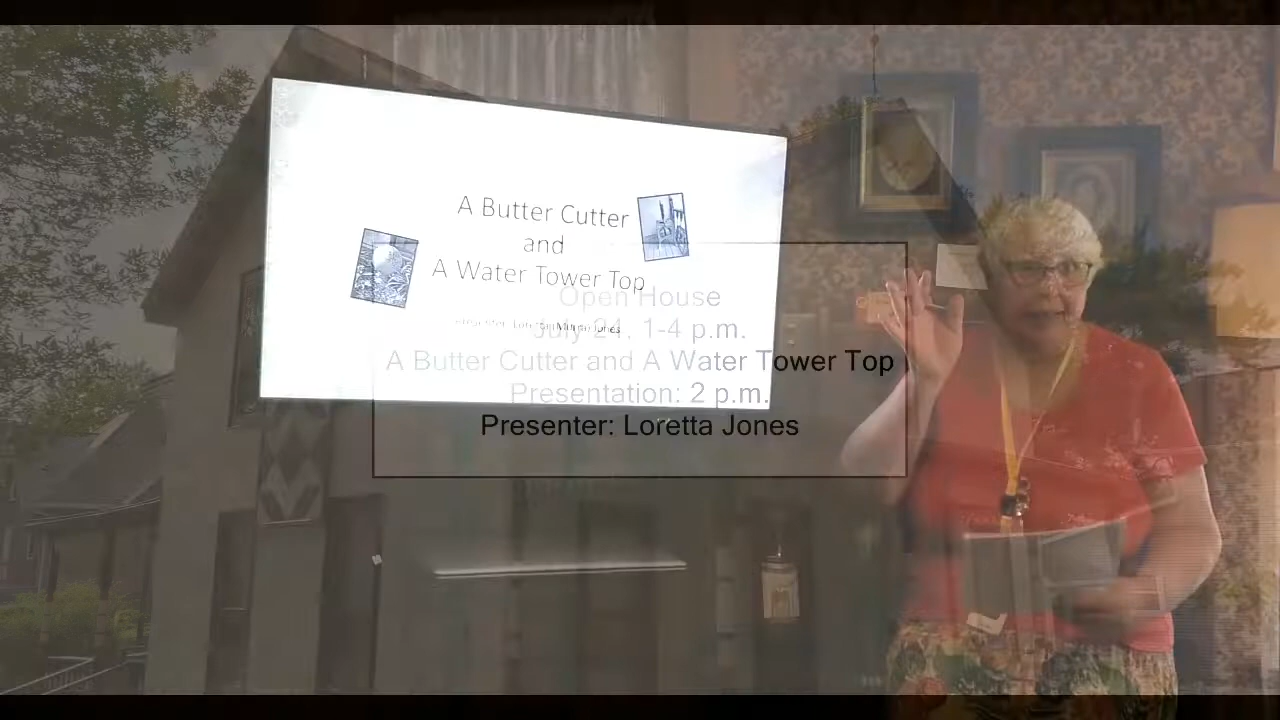 A Butter Cutter
and
A Water Tower Top
Open House
July 24, 1-4 p.m.
A Butter Cutter and A Water Tower Top
Presentation: 2 p.m.
Presenter: Loretta Jones